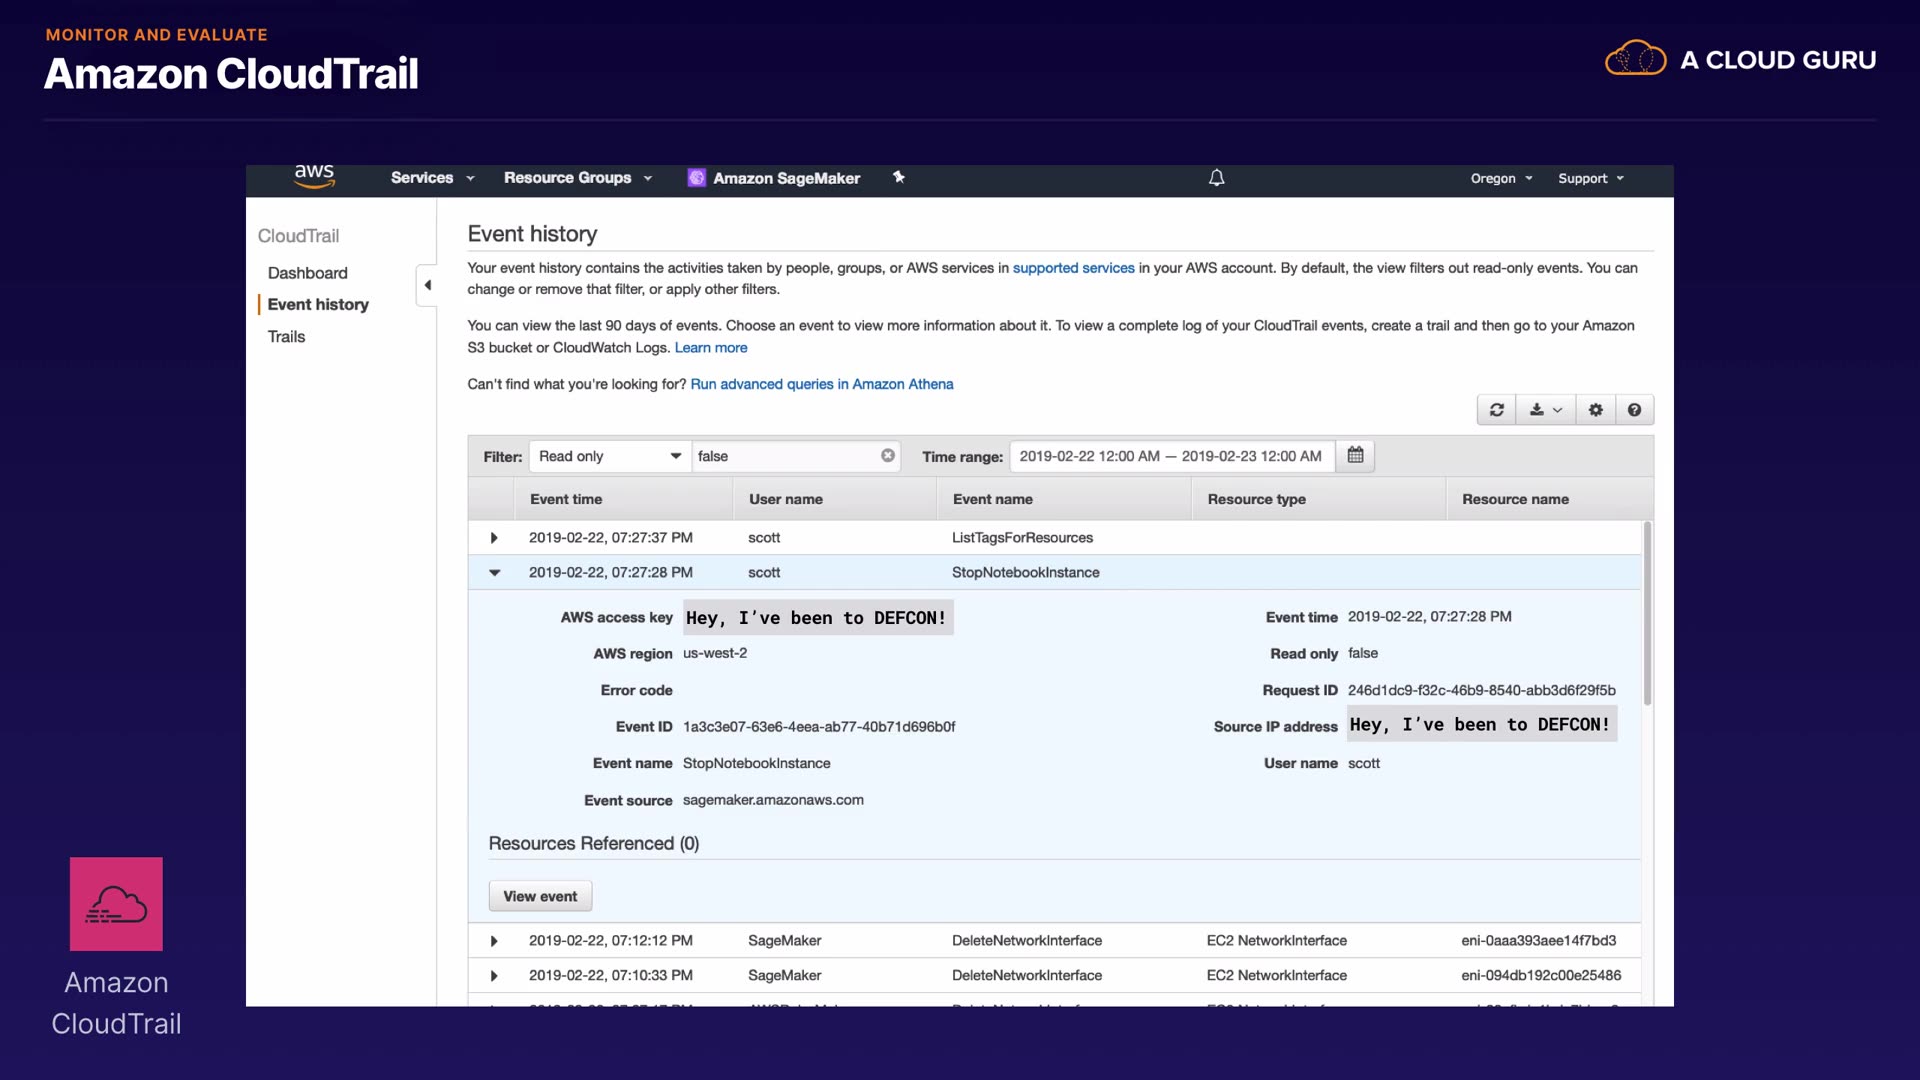 MONITOR AND EVALUATE
Amazon CloudTrail
A CLOUD GURU
aws
Services
Resource Groups
Amazon SageMaker
Oregon
Support
CloudTrail
Dashboard
Event history
Trails
Event history
Your event history contains the activities taken by people, groups, or AWS services in supported services in your AWS account. By default, the view filters out read-only events. You can
change or remove that filter, or apply other filters.
You can view the last 90 days of events. Choose an event to view more information about it. To view a complete log of your CloudTrail events, create a trail and then go to your Amazon
S3 bucket or CloudWatch Logs. Learn more
Can't find what you're looking for? Run advanced queries in Amazon Athena
Filter: Read only false Time range: 2019-02-22 12:00 AM — 2019-02-23 12:00 AM
Event time User name Event name Resource type Resource name
2019-02-22, 07:27:37 PM scott ListTagsForResources
2019-02-22, 07:27:28 PM scott StopNotebookInstance
AWS access key Hey, I've been to DEFCON!
AWS region us-west-2
Error code
Event ID 1a3c3e07-63e6-4eea-ab77-40b71d696b0f
Event name StopNotebookInstance
Event source sagemaker.amazonaws.com
Event time 2019-02-22, 07:27:28 PM
Read only false
Request ID 246d1dc9-f32c-46b9-8540-abb3d6f29f5b
Source IP address Hey, I've been to DEFCON!
User name scott
Resources Referenced (0)
View event
2019-02-22, 07:12:12 PM SageMaker DeleteNetworkInterface EC2 NetworkInterface eni-0aaa393aee14f7bd3
2019-02-22, 07:10:33 PM SageMaker DeleteNetworkInterface EC2 NetworkInterface eni-094db192c00e25486
Amazon
CloudTrail